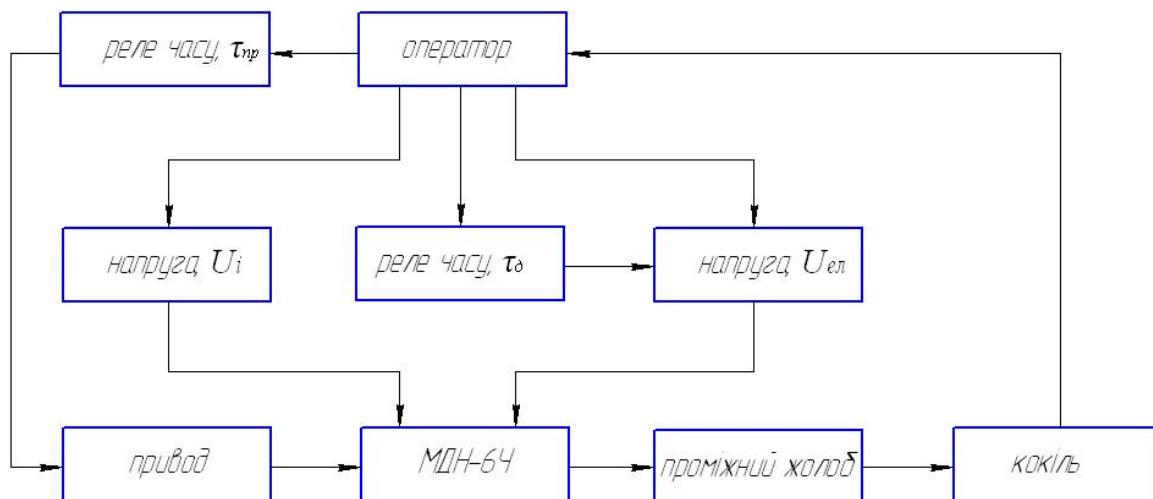 реле часу, τпр
оператор
напруга, Ui
реле часу, τд
напруга, Uел
привод
МДН-6Ч
проміжний жолоб
кокіль